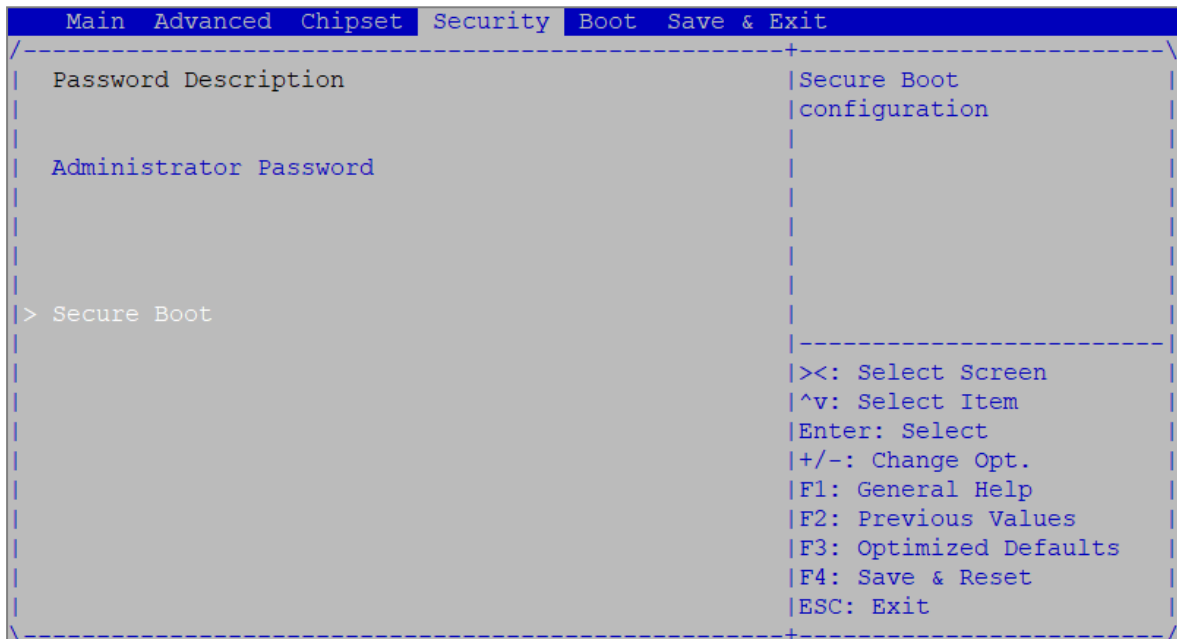 Main Advanced Chipset Security Boot Save & Exit
Password Description
Secure Boot
configuration
Administrator Password
> Secure Boot
><: Select Screen
^v: Select Item
Enter: Select
+/-: Change Opt.
F1: General Help
F2: Previous Values
F3: Optimized Defaults
F4: Save & Reset
ESC: Exit